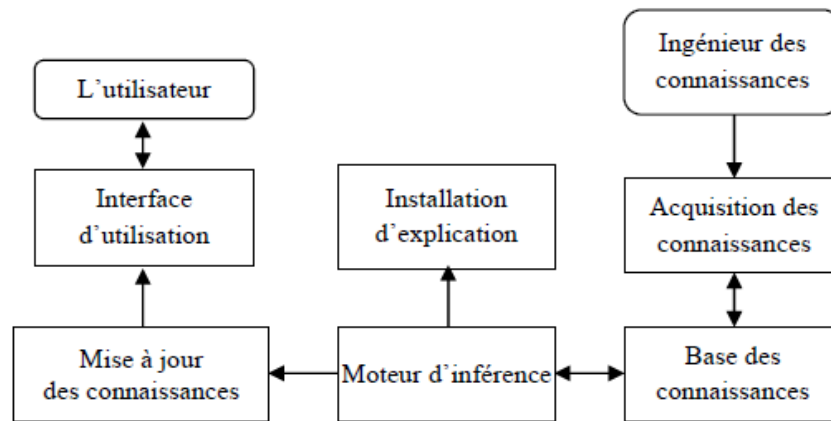 Ingénieur des
connaissances
L'utilisateur
Interface
d'utilisation
Installation
d'explication
Acquisition des
connaissances
Mise à jour
des connaissances
Moteur d'inférence
Base des
connaissances